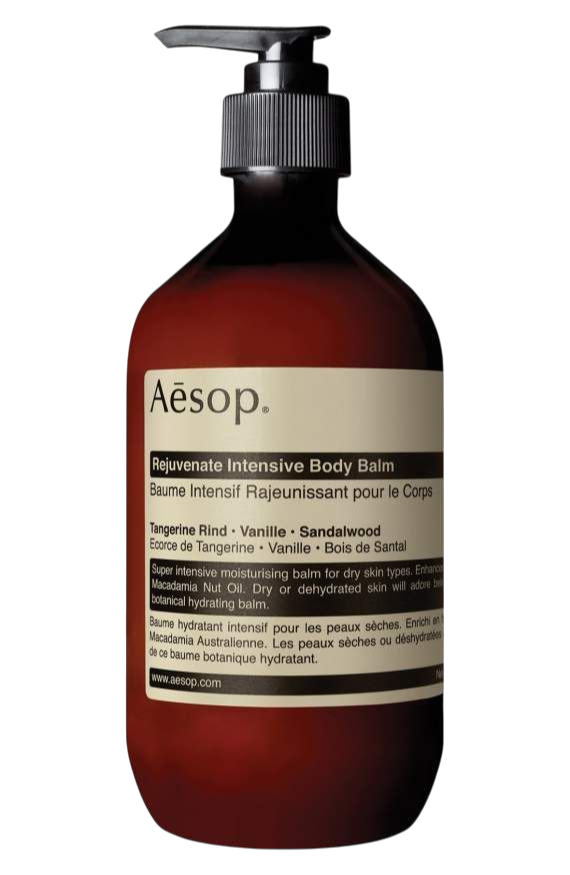 Aēsop®
Rejuvenate Intensive Body Balm
Baume Intensif Rajeunissant pour le Corps
Tangerine Rind • Vanille • Sandalwood
Ecorce de Tangerine • Vanille • Bois de Santal
Super intensive moisturising balm for dry skin types.
Macadamia Nut Oil. Dry or dehydrated skin will adore
botanical hydrating balm.
Baume hydratant intensif pour les peaux sèches. Enrichi en
Macadamia Australienne. Les peaux sèches ou déshydratées
de ce baume botanique hydratant.
www.aesop.com